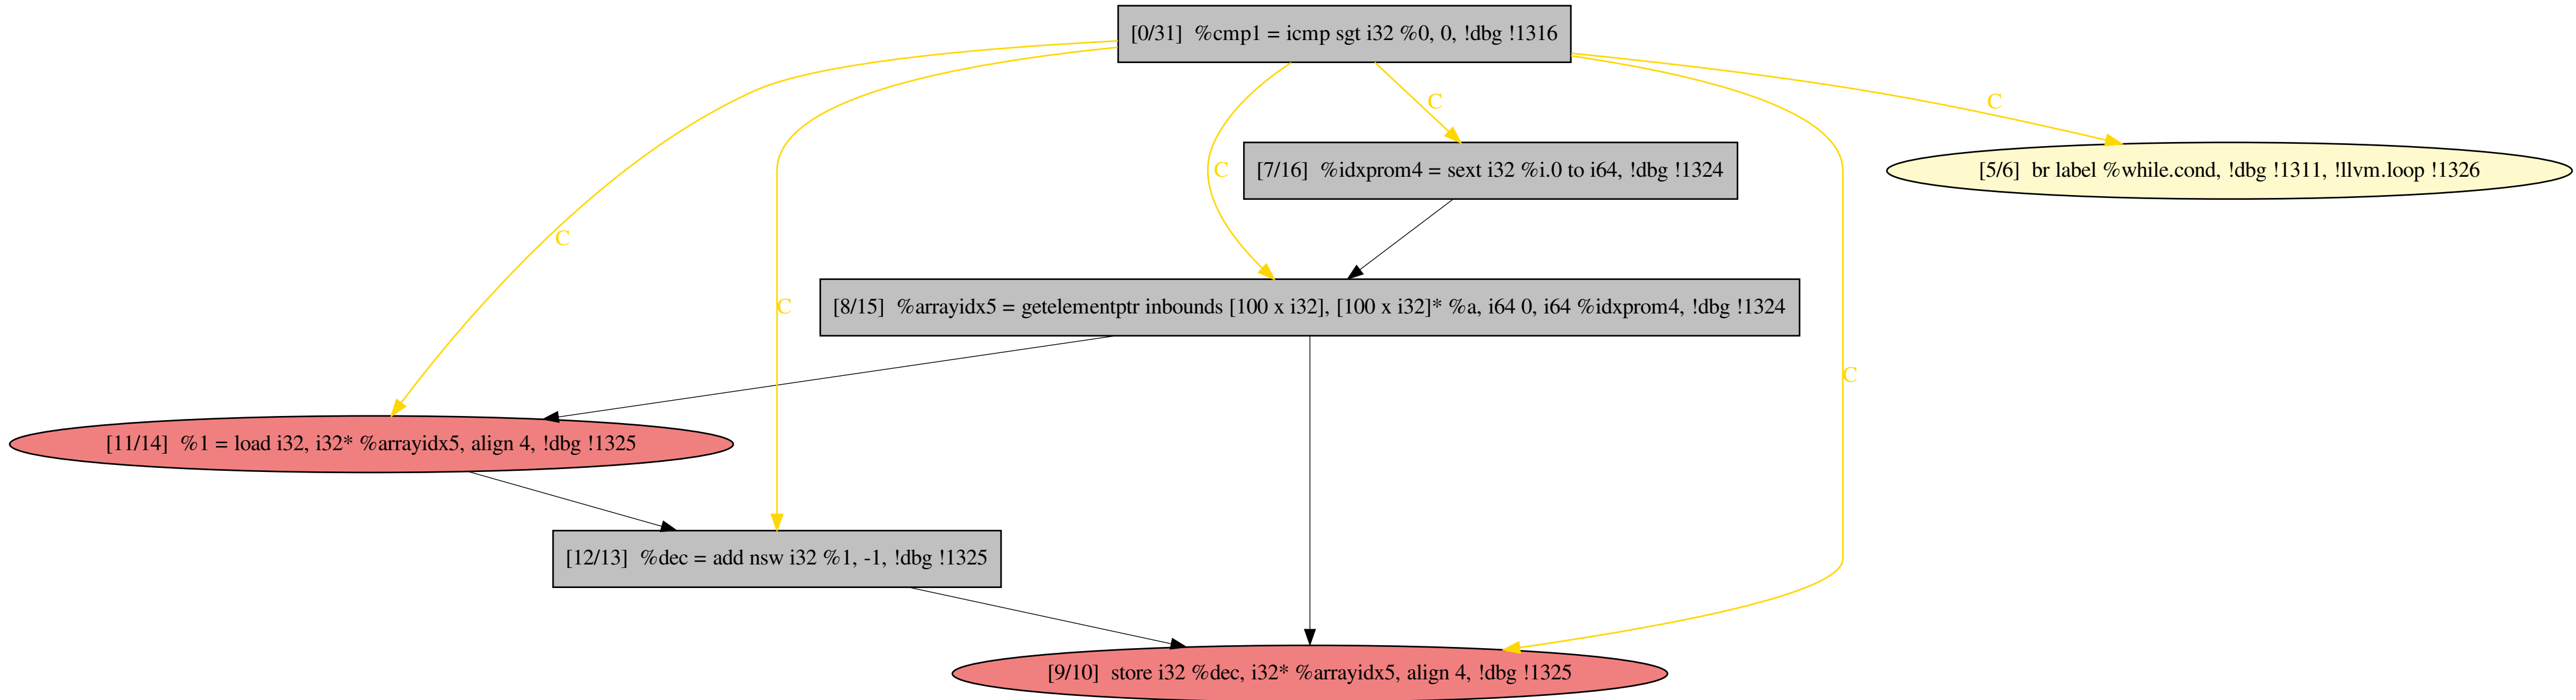 [0/31]  %cmp1 = icmp sgt i32 %0, 0, !dbg !1316
C
C
[7/16]  %idxprom4 = sext i32 %i.0 to i64, !dbg !1324
[5/6]  br label %while.cond, !dbg !1311, !llvm.loop !1326
C
C
C
[8/15]  %arrayidx5 = getelementptr inbounds [100 x i32], [100 x i32]* %a, i64 0, i64 %idxprom4, !dbg !1324
C
[11/14]  %1 = load i32, i32* %arrayidx5, align 4, !dbg !1325
[12/13]  %dec = add nsw i32 %1, -1, !dbg !1325
[9/10]  store i32 %dec, i32* %arrayidx5, align 4, !dbg !1325